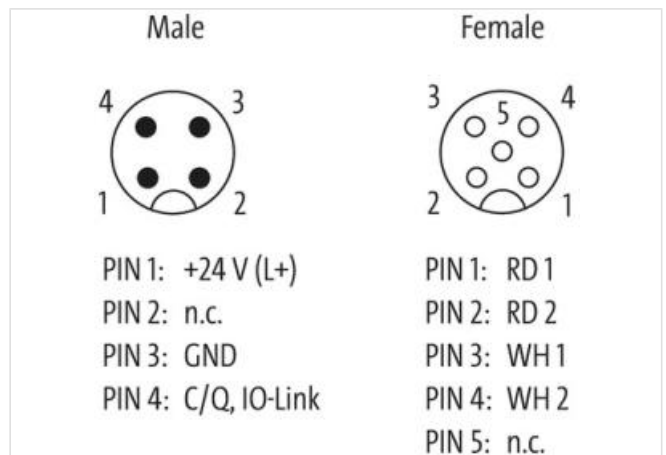 Male
4 3
1 2
PIN 1: +24 V (L+)
PIN 2: n.c.
PIN 3: GND
PIN 4: C/Q, IO-Link
Female
3 5 4
2 1
PIN 1: RD 1
PIN 2: RD 2
PIN 3: WH 1
PIN 4: WH 2
PIN 5: n.c.